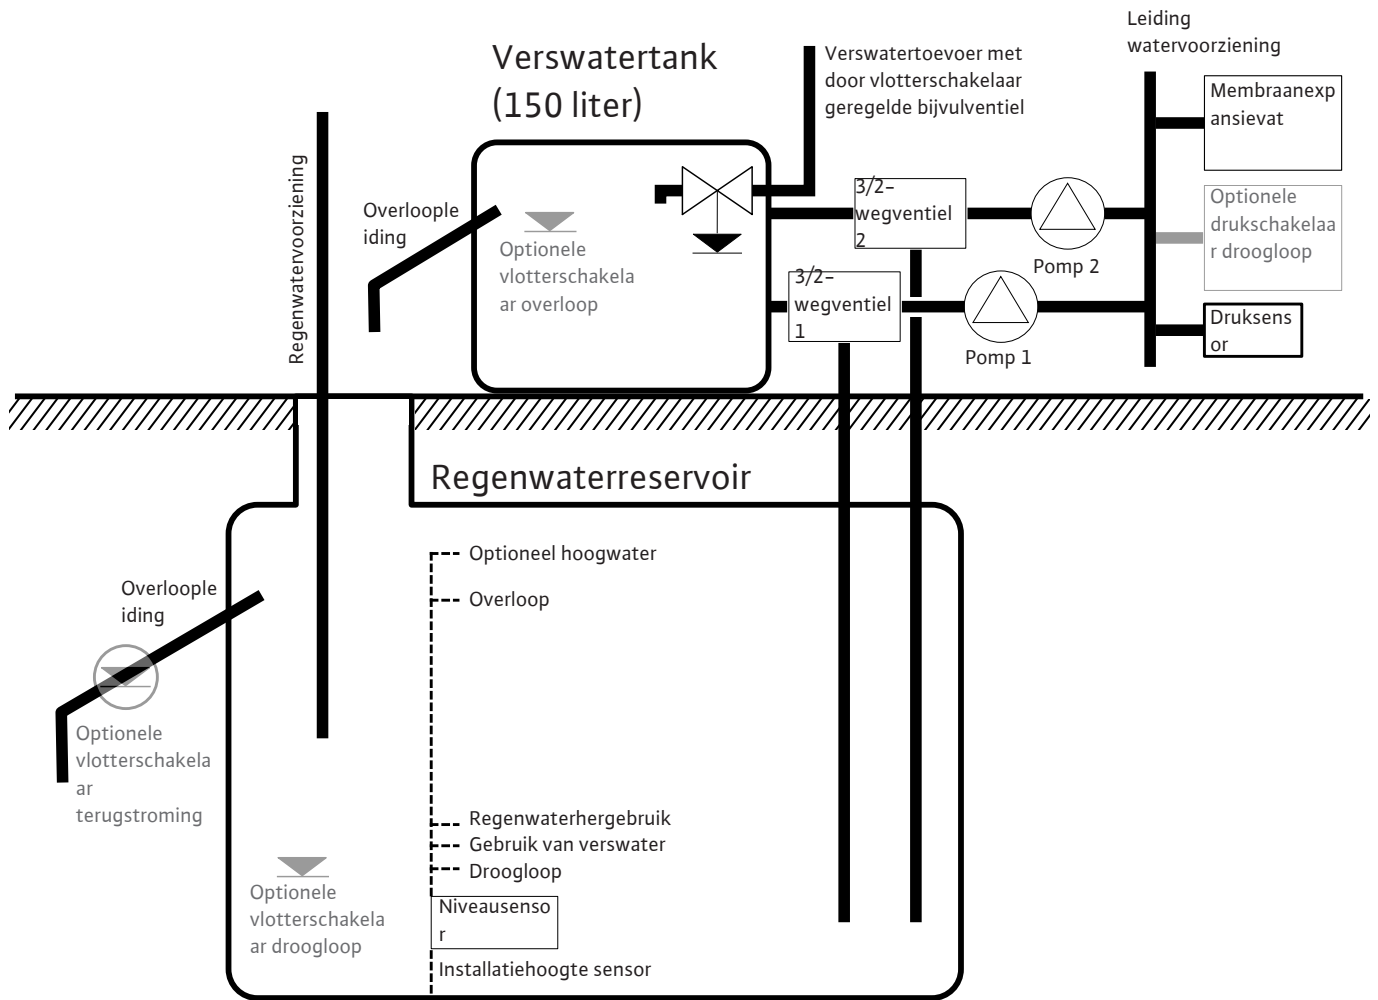 Leiding
watervoorziening
Verswatertank
(150 liter)
Verswatertoevoer met
door vlotterschakelaar
geregelde bijvulventiel
Membraanexp
ansievat
Regenwatervoorziening
Overloople
iding
Optionele
vlotterschakela
ar overloop
3/2-
wegventiel
2
Optionele
drukschakelaa
r droogloop
Pomp 2
3/2-
wegventiel
1
Pomp 1
Druksens
or
Regenwaterreservoir
Optioneel hoogwater
Overloop
Overloople
iding
Optionele
vlotterschakela
ar
terugstroming
Regenwaterhergebruik
Gebruik van verswater
Droogloop
Optionele
vlotterschakela
ar droogloop
Niveausenso
r
Installatiehoogte sensor